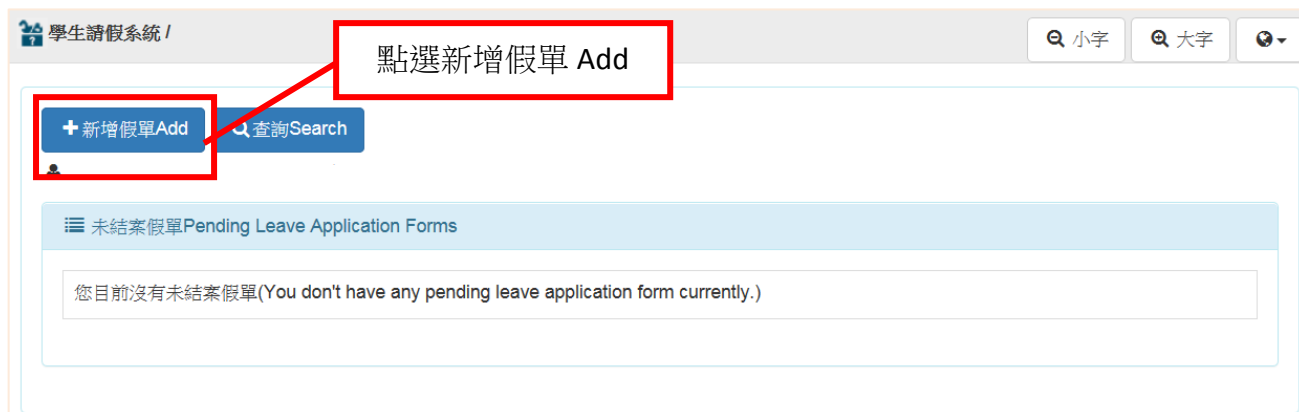 學生請假系統 /
點選新增假單 Add
小字
大字
新增假單Add
查詢Search
未結案假單Pending Leave Application Forms
您目前沒有未結案假單(You don't have any pending leave application form currently.)